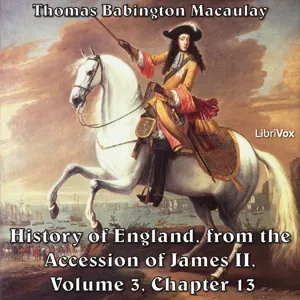 Thomas Babington Macaulay
LibriVox
History of England, from the
Accession of James II,
Volume 3, Chapter 13